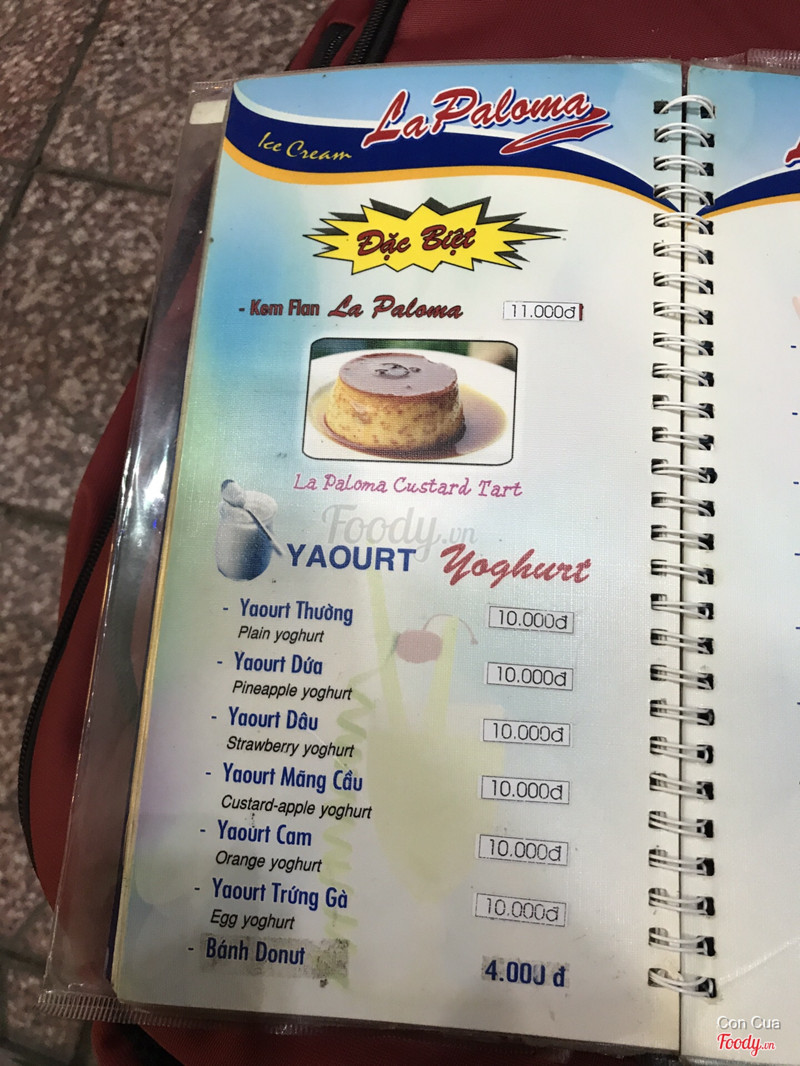 Ice Cream La Paloma
Đặc Biệt
- Kem Flan La Paloma 11.000đ
La Paloma Custard Tart
Foody.vn
YAOURT Yoghurt
- Yaourt Thường 10.000đ
Plain yoghurt
- Yaourt Dứa 10.000đ
Pineapple yoghurt
- Yaourt Dâu 10.000đ
Strawberry yoghurt
- Yaourt Mãng Cầu 10.000đ
Custard-apple yoghurt
- Yaourt Cam 10.000đ
Orange yoghurt
- Yaourt Trứng Gà 10.000đ
Egg yoghurt
- Bánh Donut 4.000 đ
Con Cua
Foody.vn